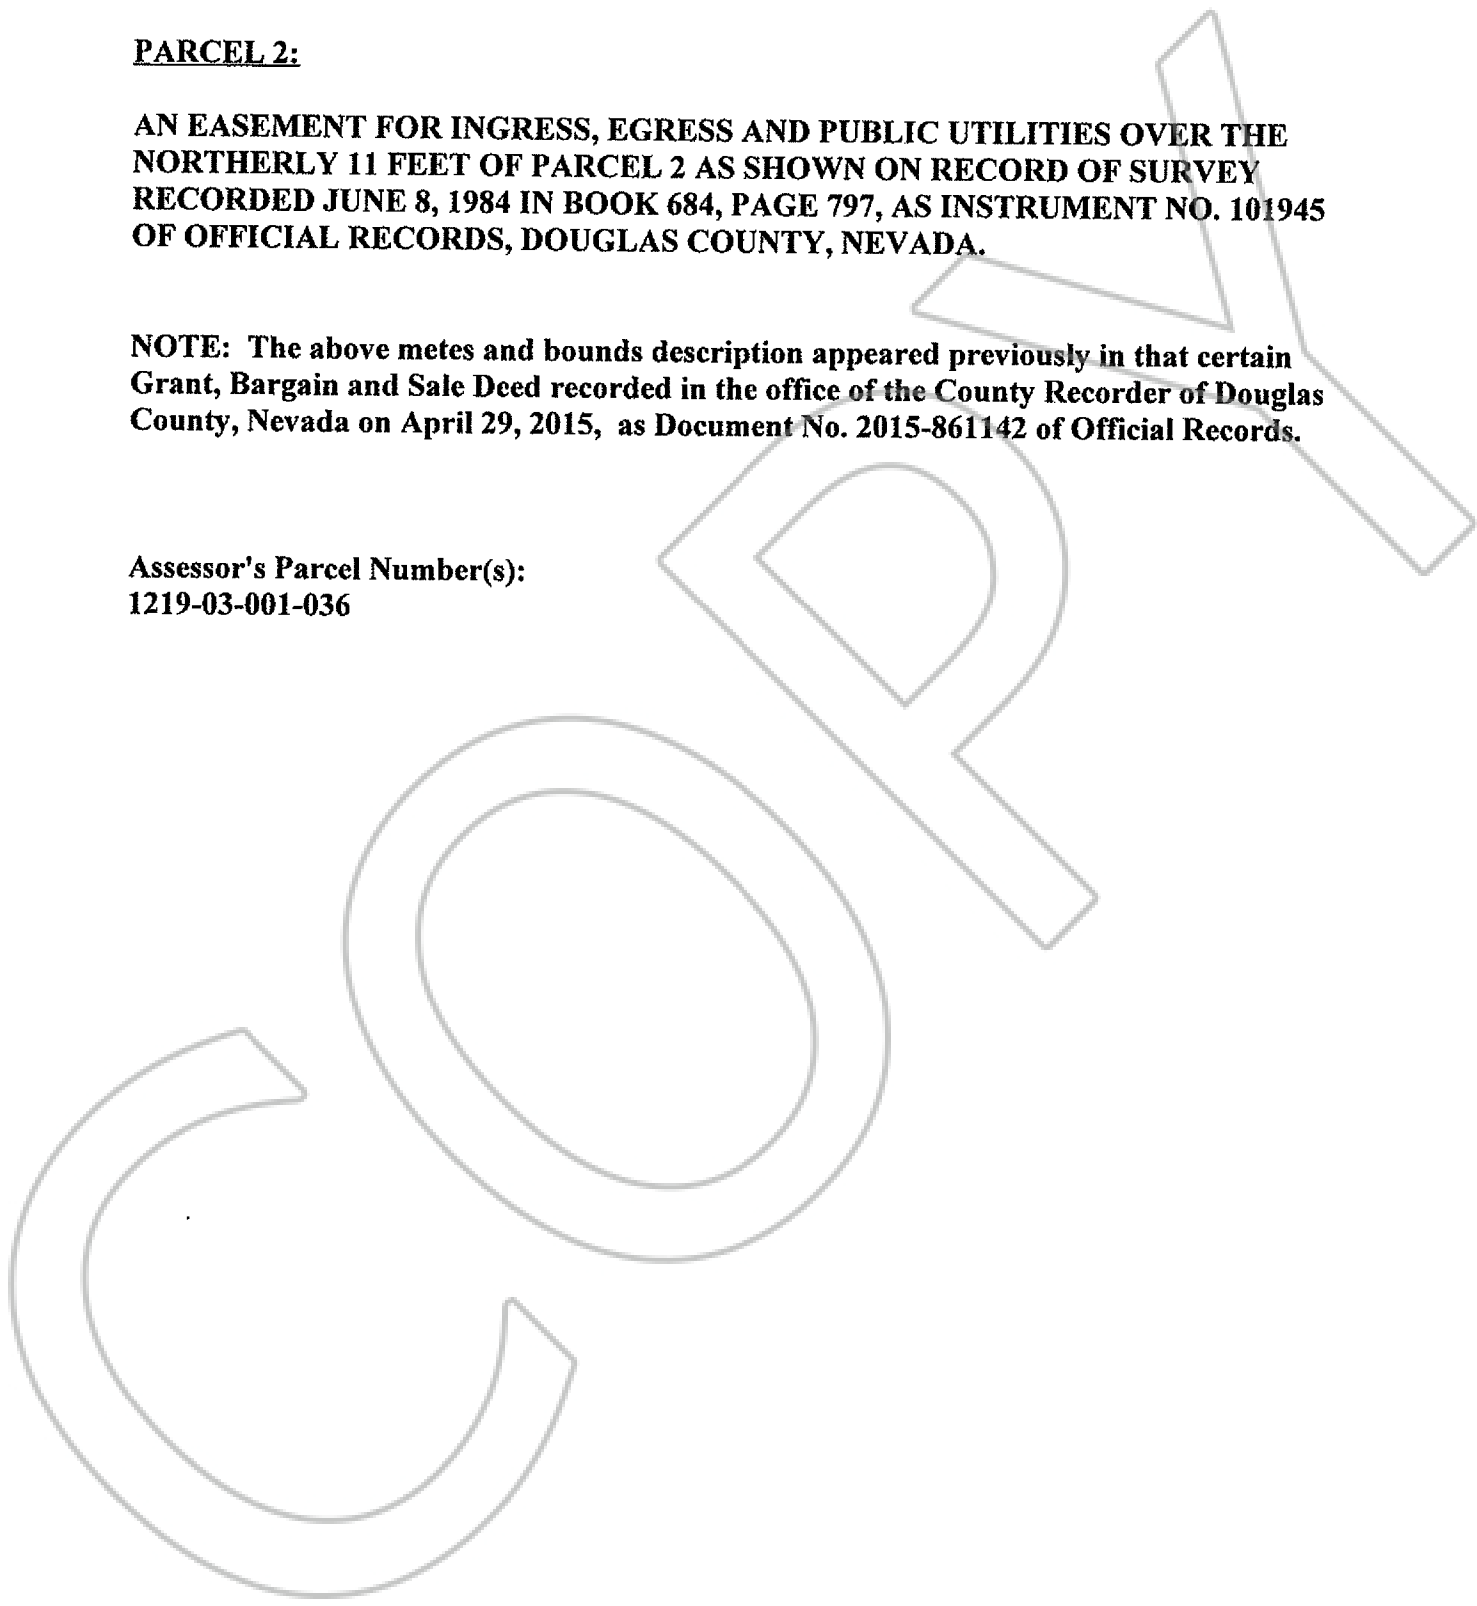 PARCEL 2:
AN EASEMENT FOR INGRESS, EGRESS AND PUBLIC UTILITIES OVER THE
NORTHERLY 11 FEET OF PARCEL 2 AS SHOWN ON RECORD OF SURVEY
RECORDED JUNE 8, 1984 IN BOOK 684, PAGE 797, AS INSTRUMENT NO. 101945
OF OFFICIAL RECORDS, DOUGLAS COUNTY, NEVADA.
NOTE:  The above metes and bounds description appeared previously in that certain
Grant, Bargain and Sale Deed recorded in the office of the County Recorder of Douglas
County, Nevada on April 29, 2015,  as Document No. 2015-861142 of Official Records.
Assessor's Parcel Number(s):
1219-03-001-036
COPY